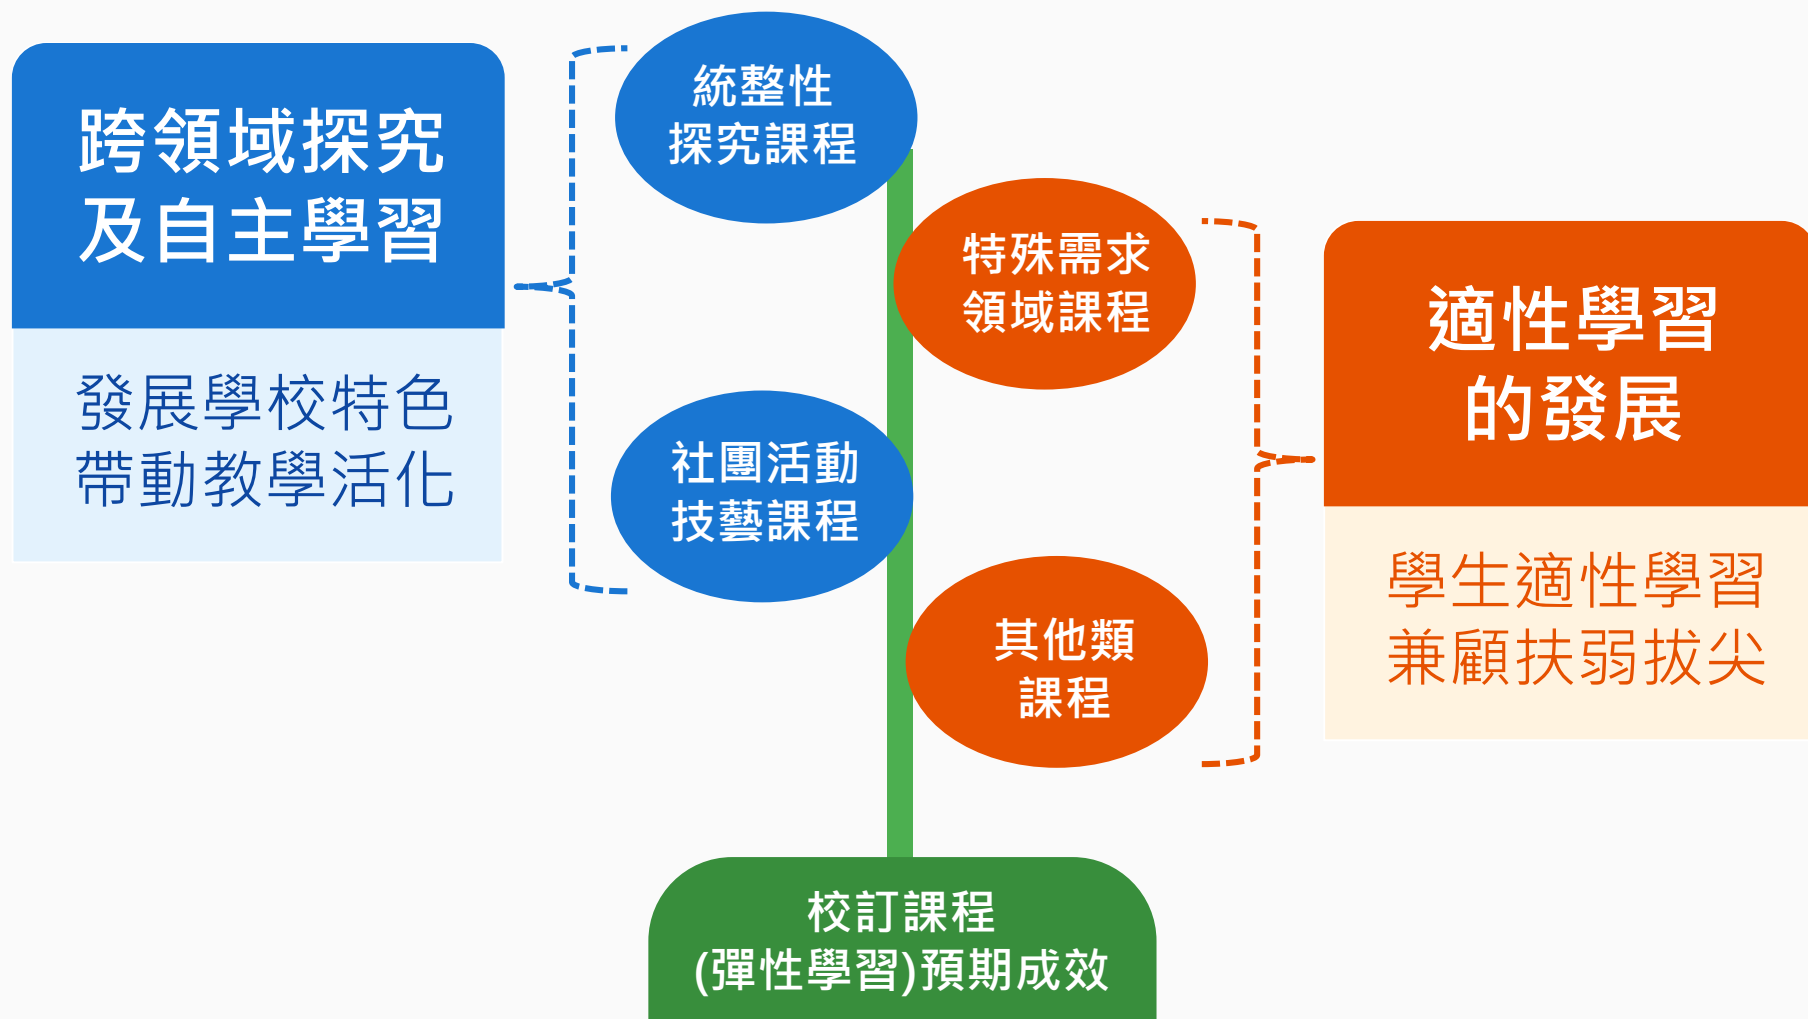 跨領域探究
及自主學習
發展學校特色
帶動教學活化
統整性
探究課程
社團活動
技藝課程
特殊需求
領域課程
其他類
課程
適性學習
的發展
學生適性學習
兼顧扶弱拔尖
校訂課程
(彈性學習)預期成效